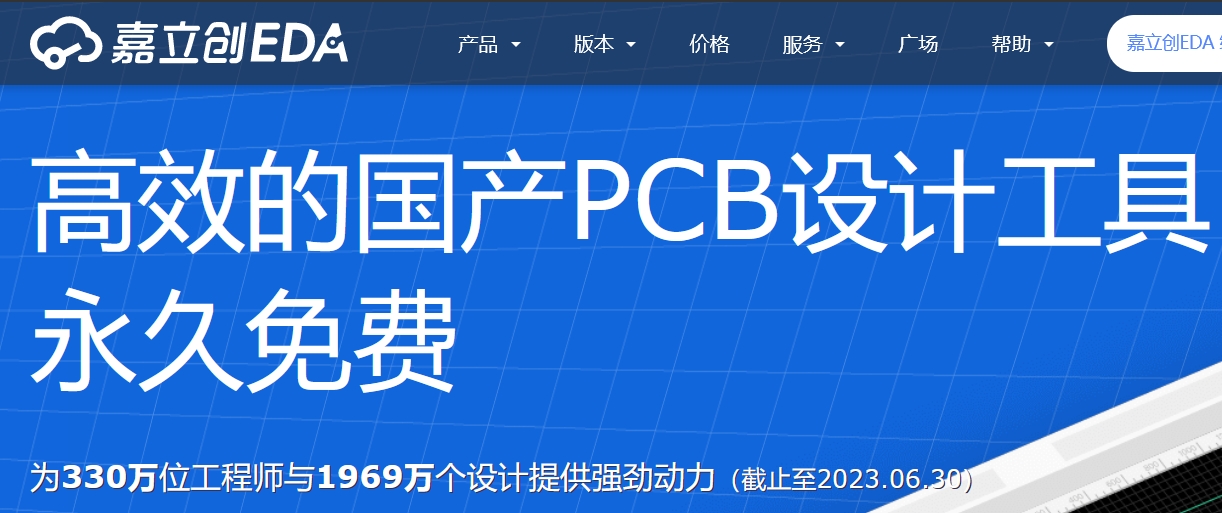 嘉立创EDA
产品 版本 价格 服务 广场 帮助 嘉立创EDA
高效的国产PCB设计工具
永久免费
为330万位工程师与1969万个设计提供强劲动力（截止至2023.06.30）